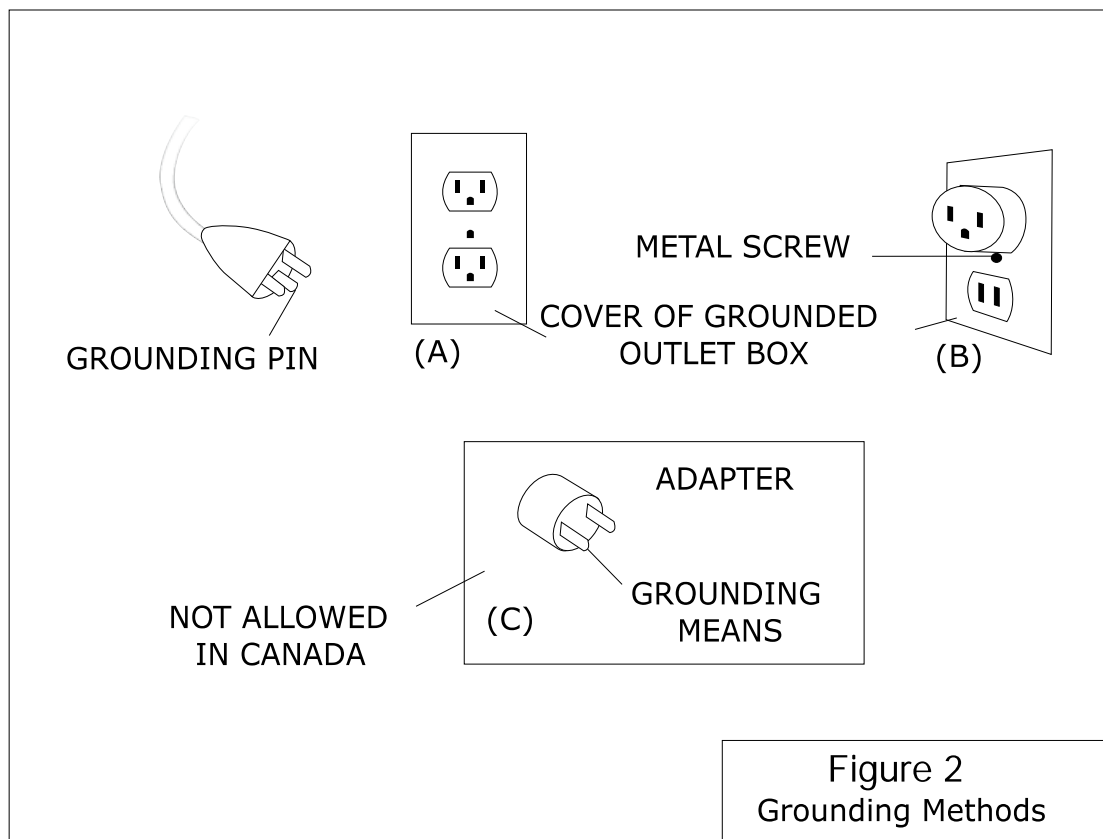 METAL SCREW
COVER OF GROUNDED
OUTLET BOX
GROUNDING PIN
(A)
(B)
ADAPTER
GROUNDING
MEANS
(C)
NOT ALLOWED
IN CANADA
Figure 2
Grounding Methods